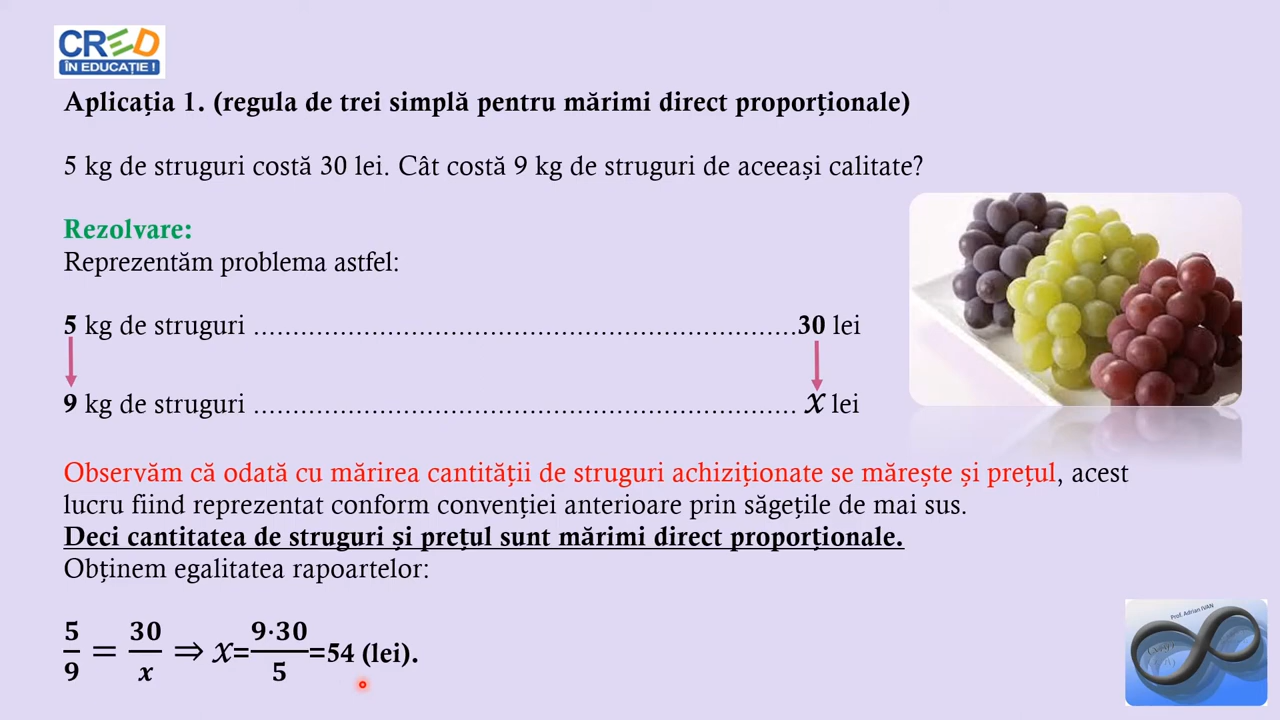 CRED
ÎN EDUCAȚIE !
Aplicația 1. (regula de trei simplă pentru mărimi direct proporționale)
5 kg de struguri costă 30 lei. Cât costă 9 kg de struguri de aceeași calitate?
Rezolvare:
Reprezentăm problema astfel:
5 kg de struguri ……………………………………………………………………….30 lei
9 kg de struguri ………………………………………………………………………. x lei
Observăm că odată cu mărirea cantității de struguri achiziționate se mărește și prețul, acest
lucru fiind reprezentat conform convenției anterioare prin săgețile de mai sus.
Deci cantitatea de struguri și prețul sunt mărimi direct proporționale.
Obținem egalitatea rapoartelor:
5/9 = 30/x ⇒ x=9·30/5=54 (lei).
Prof. Adrian IVAN